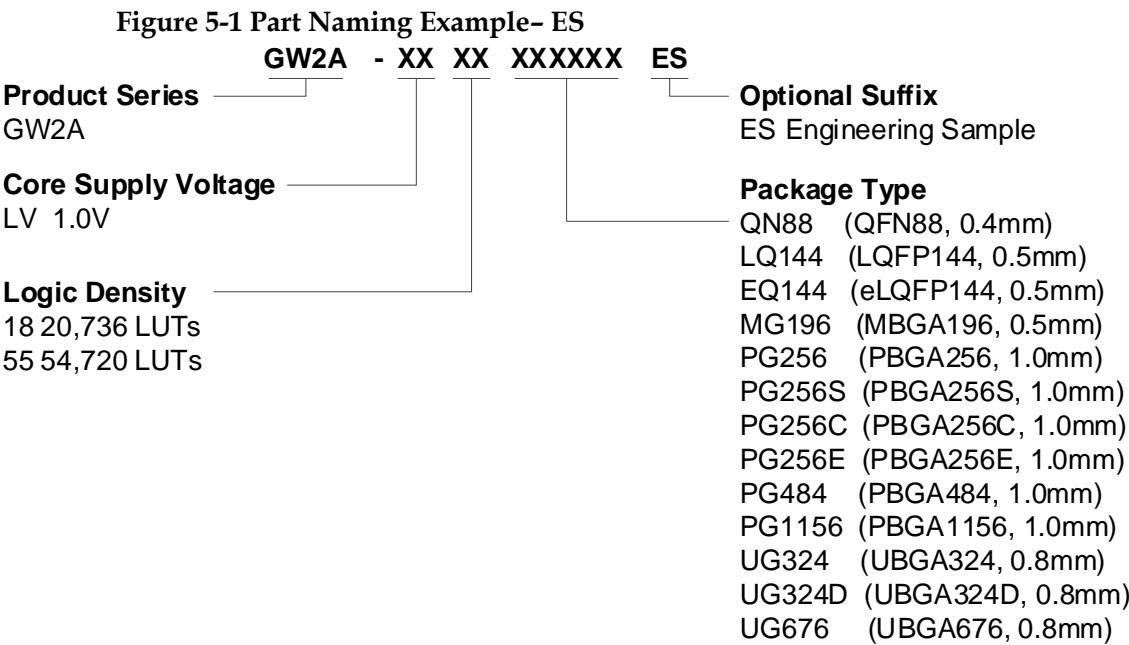 Figure 5-1 Part Naming Example– ES
GW2A - XX XX XXXXXX ES
Product Series
GW2A
Core Supply Voltage
LV 1.0V
Logic Density
18 20,736 LUTs
55 54,720 LUTs
Optional Suffix
ES Engineering Sample
Package Type
QN88 (QFN88, 0.4mm)
LQ144 (LQFP144, 0.5mm)
EQ144 (eLQFP144, 0.5mm)
MG196 (MBGA196, 0.5mm)
PG256 (PBGA256, 1.0mm)
PG256S (PBGA256S, 1.0mm)
PG256C (PBGA256C, 1.0mm)
PG256E (PBGA256E, 1.0mm)
PG484 (PBGA484, 1.0mm)
PG1156 (PBGA1156, 1.0mm)
UG324 (UBGA324, 0.8mm)
UG324D (UBGA324D, 0.8mm)
UG676 (UBGA676, 0.8mm)